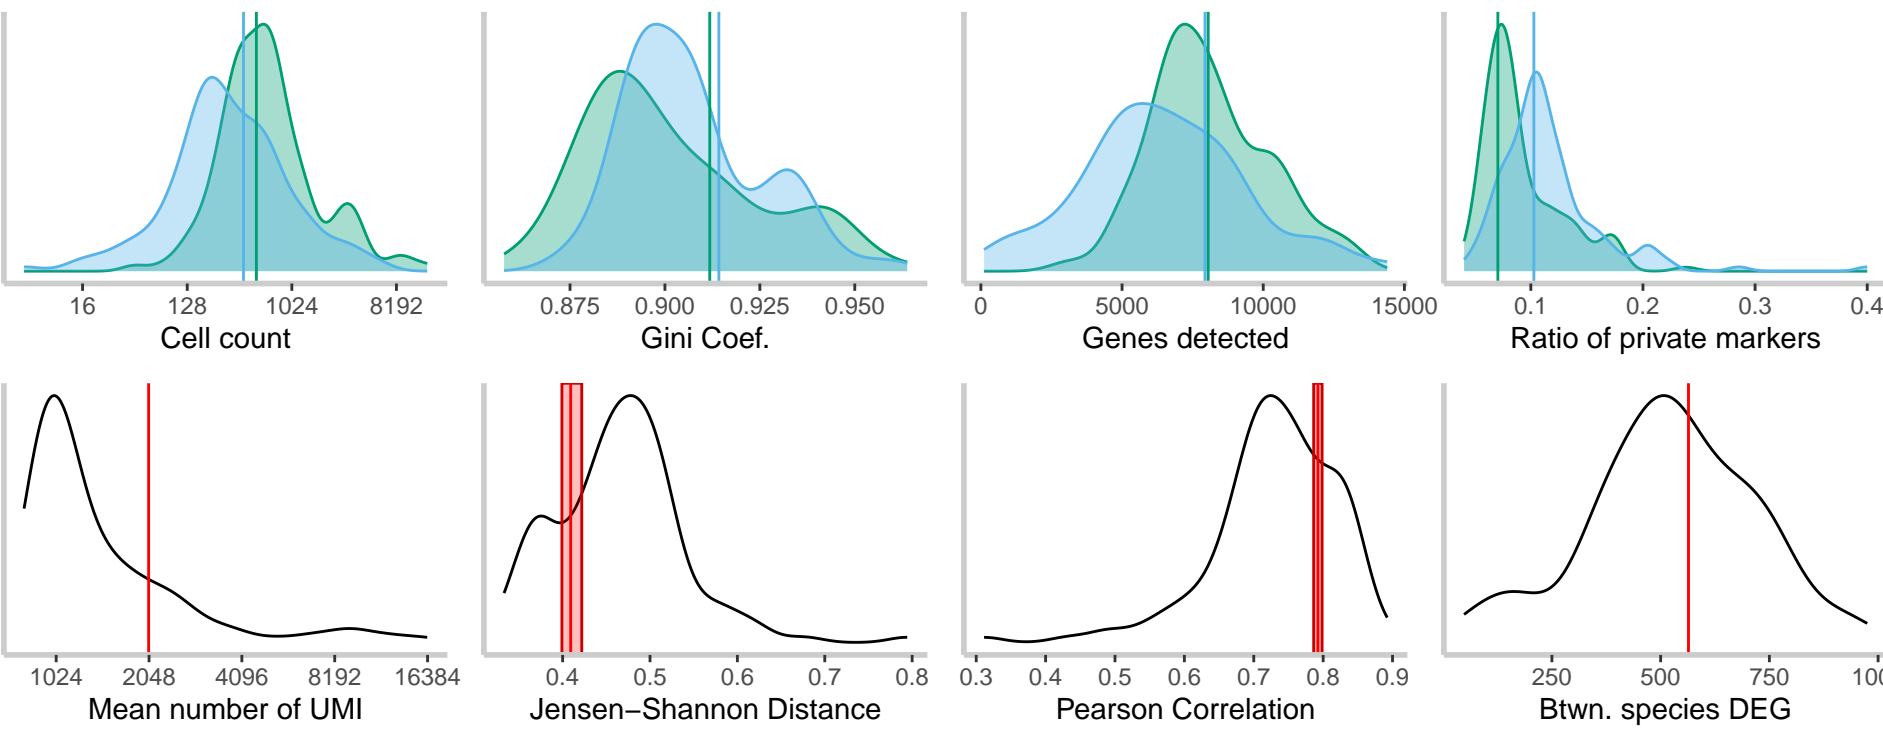 16 128 1024 8192
Cell count
0.875 0.900 0.925 0.950
Gini Coef.
0 5000 10000 15000
Genes detected
0.1 0.2 0.3 0.4
Ratio of private markers
1024 2048 4096 8192 16384
Mean number of UMI
0.4 0.5 0.6 0.7 0.8
Jensen−Shannon Distance
0.3 0.4 0.5 0.6 0.7 0.8 0.9
Pearson Correlation
250 500 750 100
Btwn. species DEG